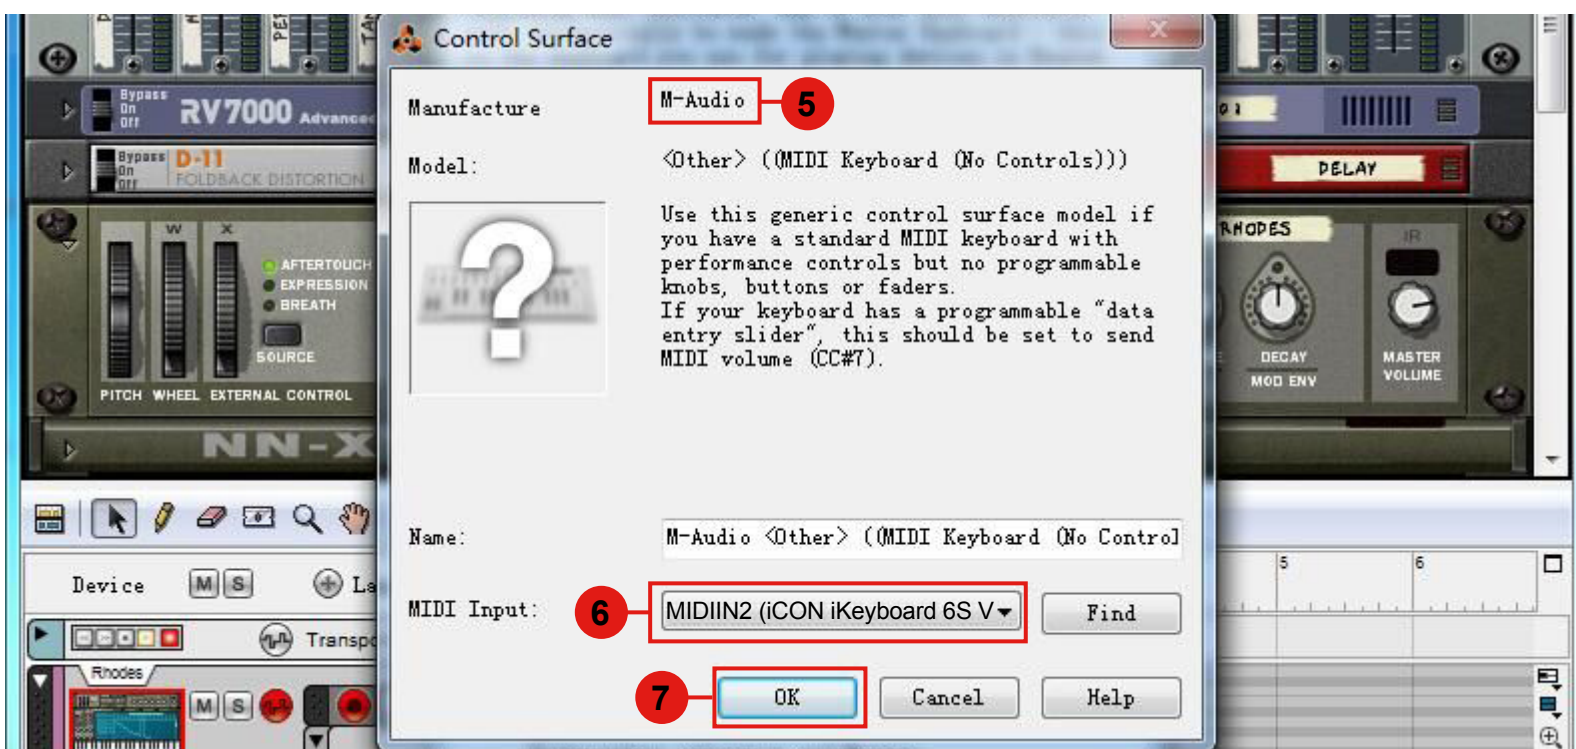 Control Surface
Bypass
On
Off
RV7000 Advanced
Manufacture
M-Audio
5
Bypass
On
Off
D-11
FOLDBACK DISTORTION
Model:
<Other> ((MIDI Keyboard (No Controls)))
DELAY
Use this generic control surface model if
you have a standard MIDI keyboard with
performance controls but no programmable
knobs, buttons or faders.
If your keyboard has a programmable "data
entry slider", this should be set to send
MIDI volume (CC#7).
W
X
AFTERTOUCH
EXPRESSION
BREATH
SOURCE
PITCH
WHEEL
EXTERNAL CONTROL
RHODES
DECAY
MOD ENV
MASTER
VOLUME
NN-X
Name:
M-Audio <Other> ((MIDI Keyboard (No Control
Device
M
S
La
5
6
MIDI Input:
6
MIDIIN2 (iCON iKeyboard 6S V
Find
Transpo
Rhodes
M
S
7
OK
Cancel
Help